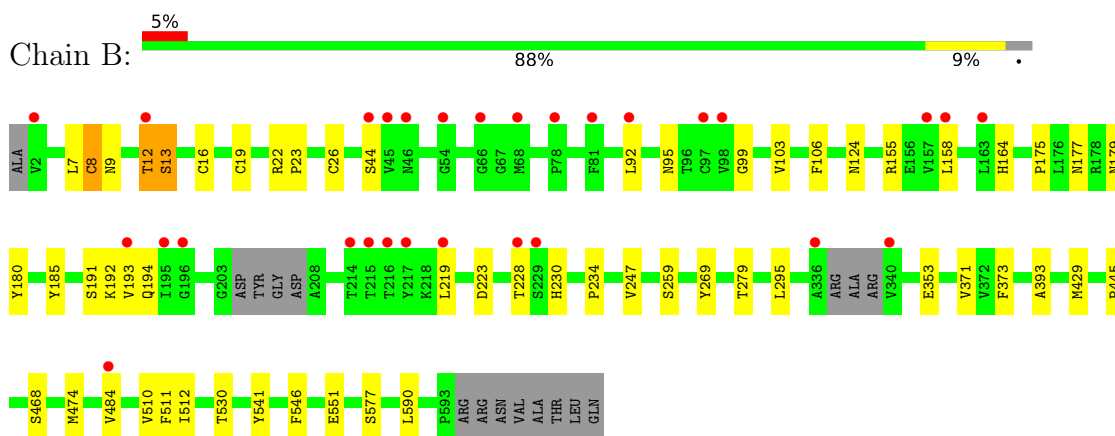 5%
Chain B:
88% 9% •
ALA V2 L7 C8 N9 T12 S13 C16 C19 R22 P23 C26 S44 V45 N46 G54 G66 G67 M68 P78 F81 L92 N95 T96 C97 V98 G99 V103 F106 N124 R155 E156 V157 L158 L163 H164 P175 L176 N177 R178 N179
Y180 Y185 S191 K192 V193 Q194 I195 G196 G203 ASP TYR GLY ASP A208 T214 T215 T216 Y217 K218 L219 D223 T228 S229 H230 P234 V247 S259 Y269 T279 L295 A336 ARG ALA ARG V340 E353 V371 V372 F373 A393 M429
S468 M474 V484 V510 F511 I512 T530 Y541 F546 E551 S577 L590 P593 ARG ARG ASN VAL ALA THR LEU GLN